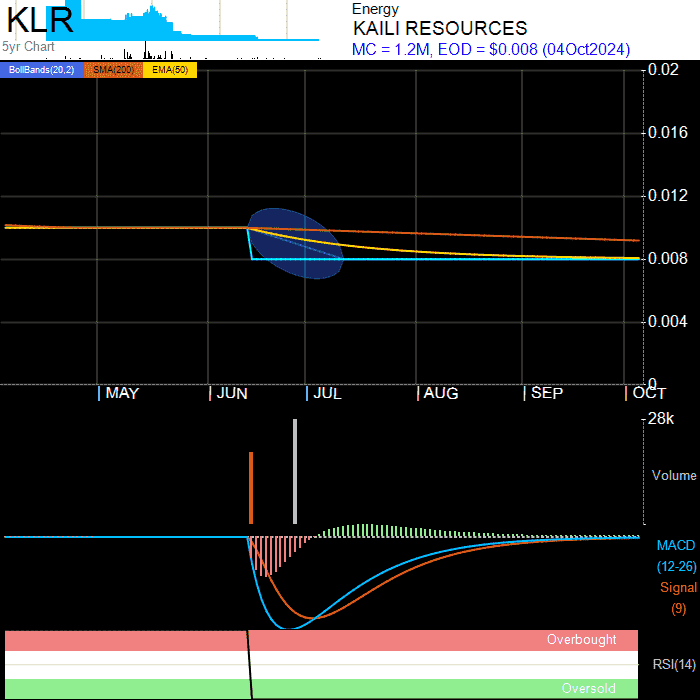 KLR
5yr Chart
Energy
KAILI RESOURCES
MC = 1.2M, EOD = $0.008 (04Oct2024)
BollBands(20,2) SMA(200) EMA(50)
0.02
0.016
0.012
0.008
0.004
0
MAY JUN JUL AUG SEP OCT
28k
Volume
MACD
(12-26)
Signal
(9)
Overbought
RSI(14)
Oversold